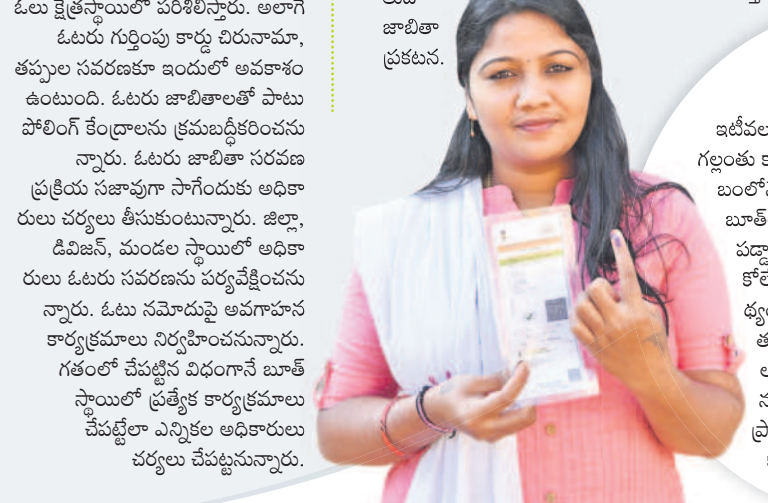 ఓలు క్షేత్రస్థాయిలో పరిశీలిస్తారు. అలాగే
ఓటరు గుర్తింపు కార్డు చిరునామా,
తప్పుల సవరణకూ ఇందులో అవకాశం
ఉంటుంది. ఓటరు జాబితాలతో పాటు
పోలింగ్ కేంద్రాలను క్రమబద్ధీకరించను
న్నారు. ఓటరు జాబితా సరవణ
ప్రక్రియ సజావుగా సాగేందుకు అధికా
రులు చర్యలు తీసుకుంటున్నారు. జిల్లా,
డివిజన్, మండల స్థాయిలో అధికా
రులు ఓటరు సవరణను పర్యవేక్షించను
న్నారు. ఓటు నమోదుపై అవగాహన
కార్యక్రమాలు నిర్వహించనున్నారు.
గతంలో చేపట్టిన విధంగానే బూత్
స్థాయిలో ప్రత్యేక కార్యక్రమాలు
చేపట్టేలా ఎన్నికల అధికారులు
చర్యలు చేపట్టనున్నారు.
జాబితా
ప్రకటన.
ఇటీవల
గల్లంతు
బూత్